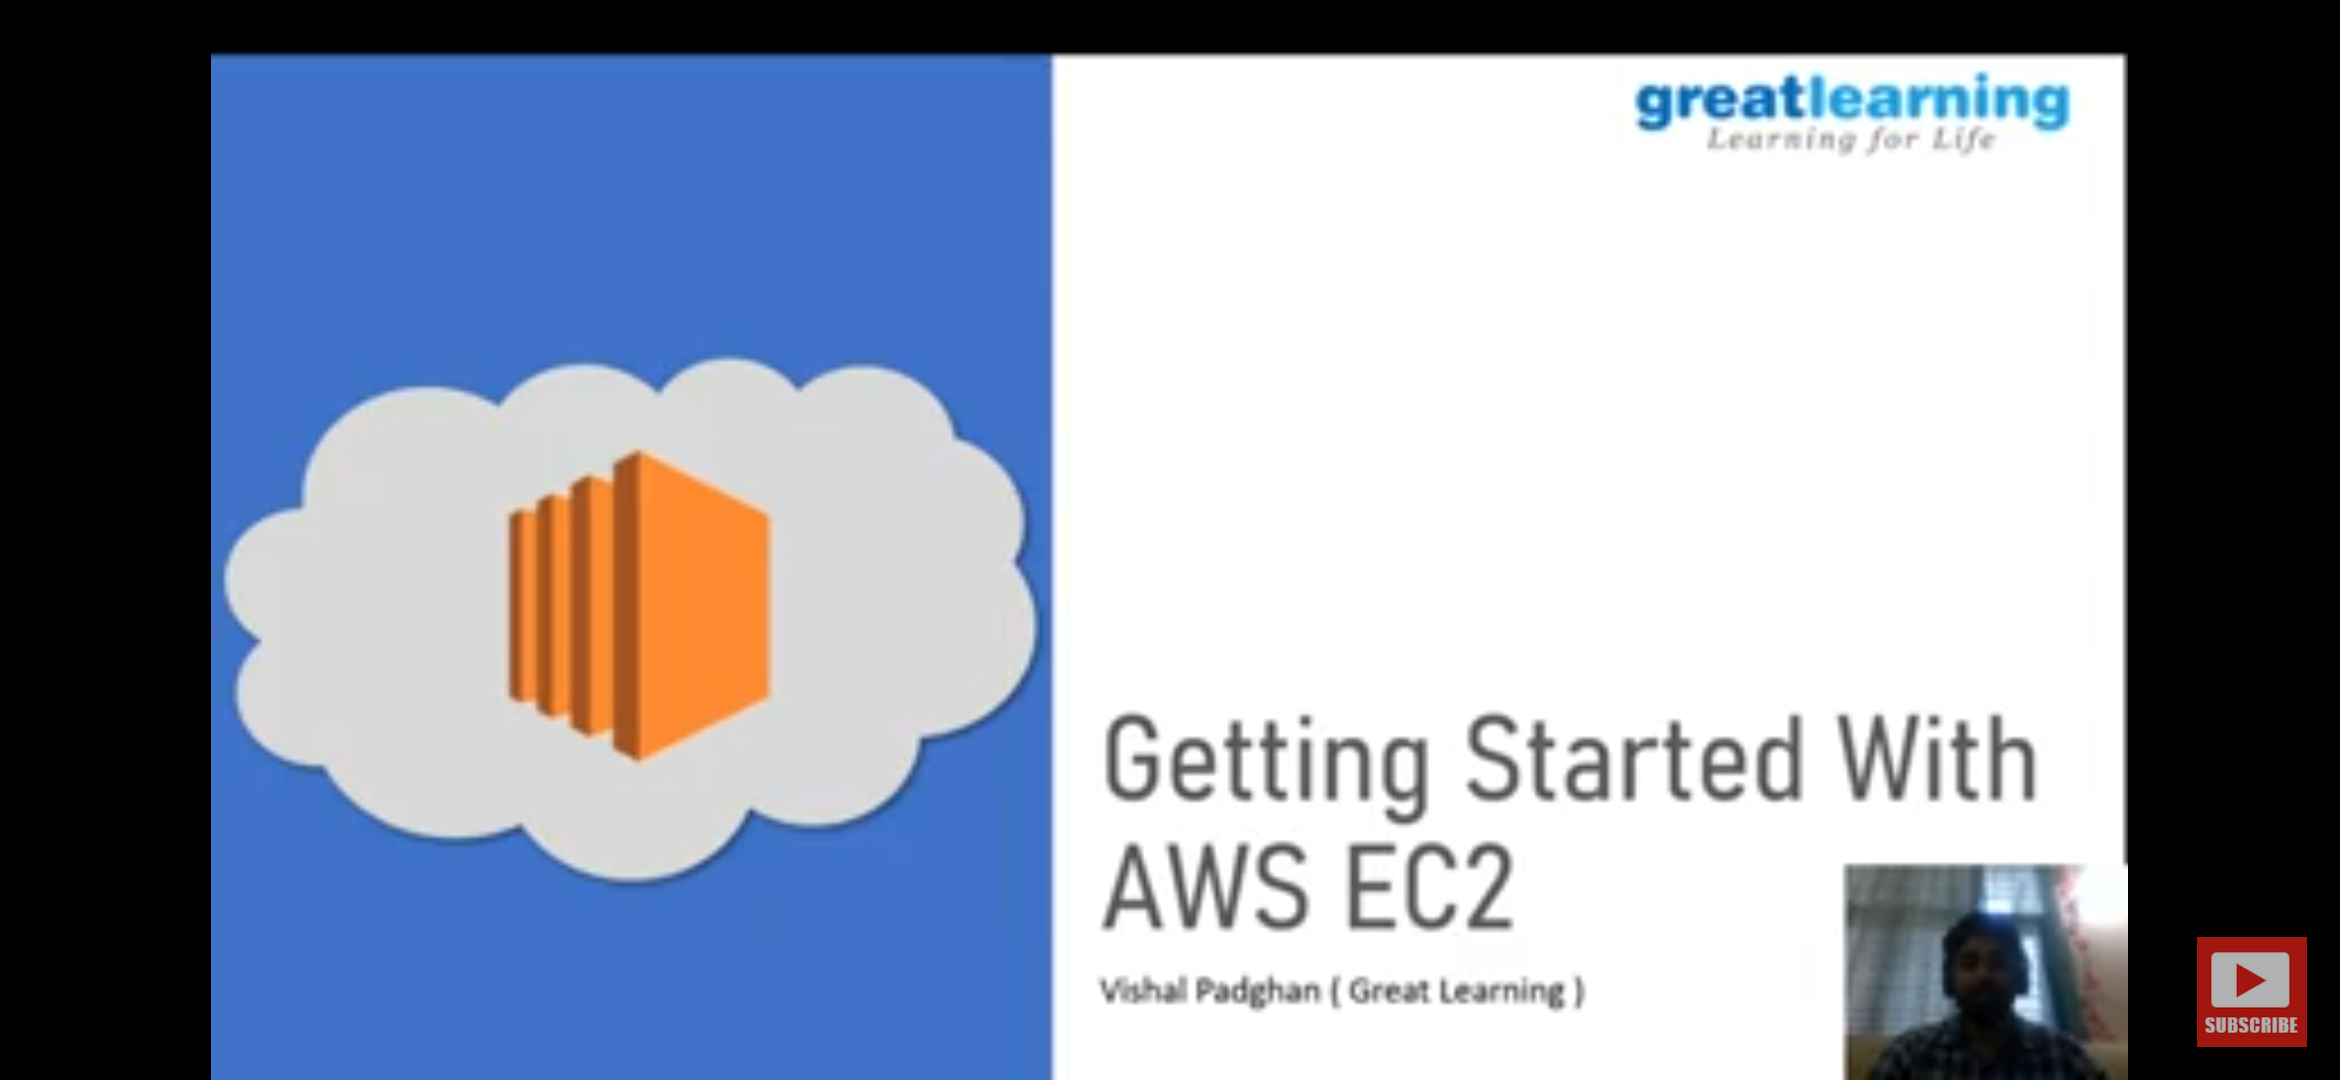 greatlearning
Learning for Life
Getting Started With
AWS EC2
Vishal Padghan ( Great Learning )
SUBSCRIBE